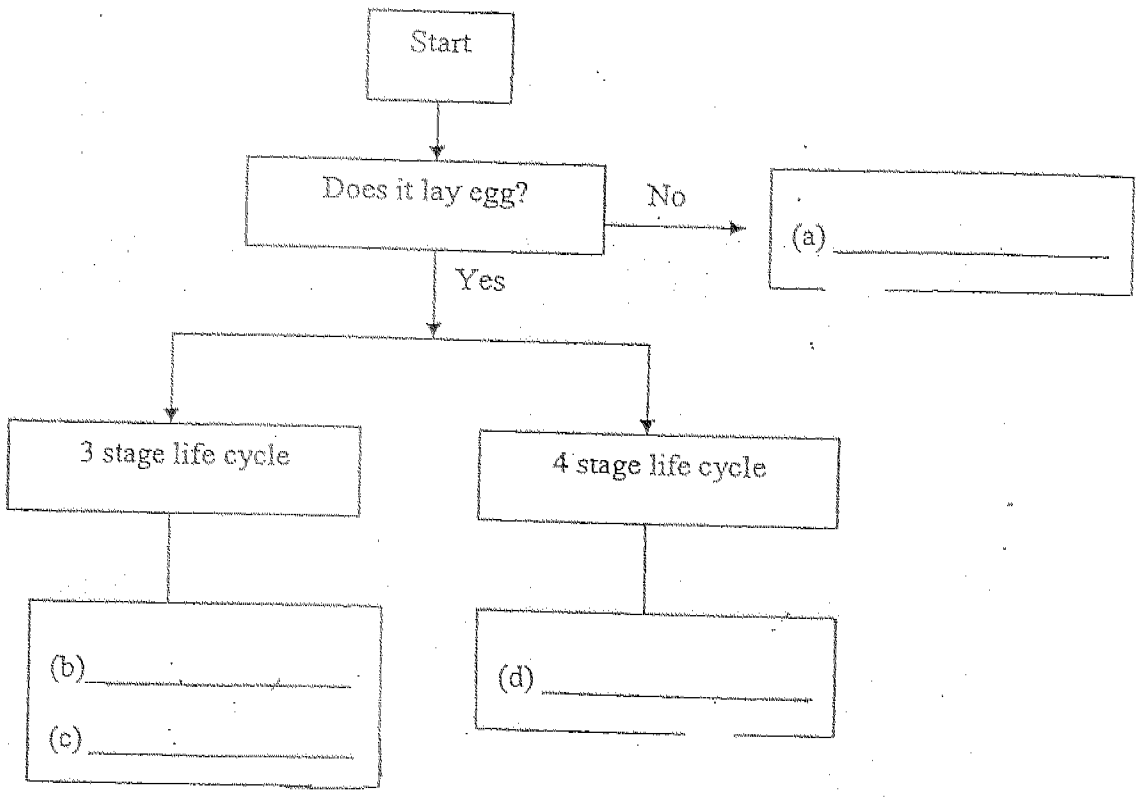 Start
Does it lay egg?
No
(a)
Yes
3 stage life cycle
4 stage life cycle
(b)
(c)
(d)